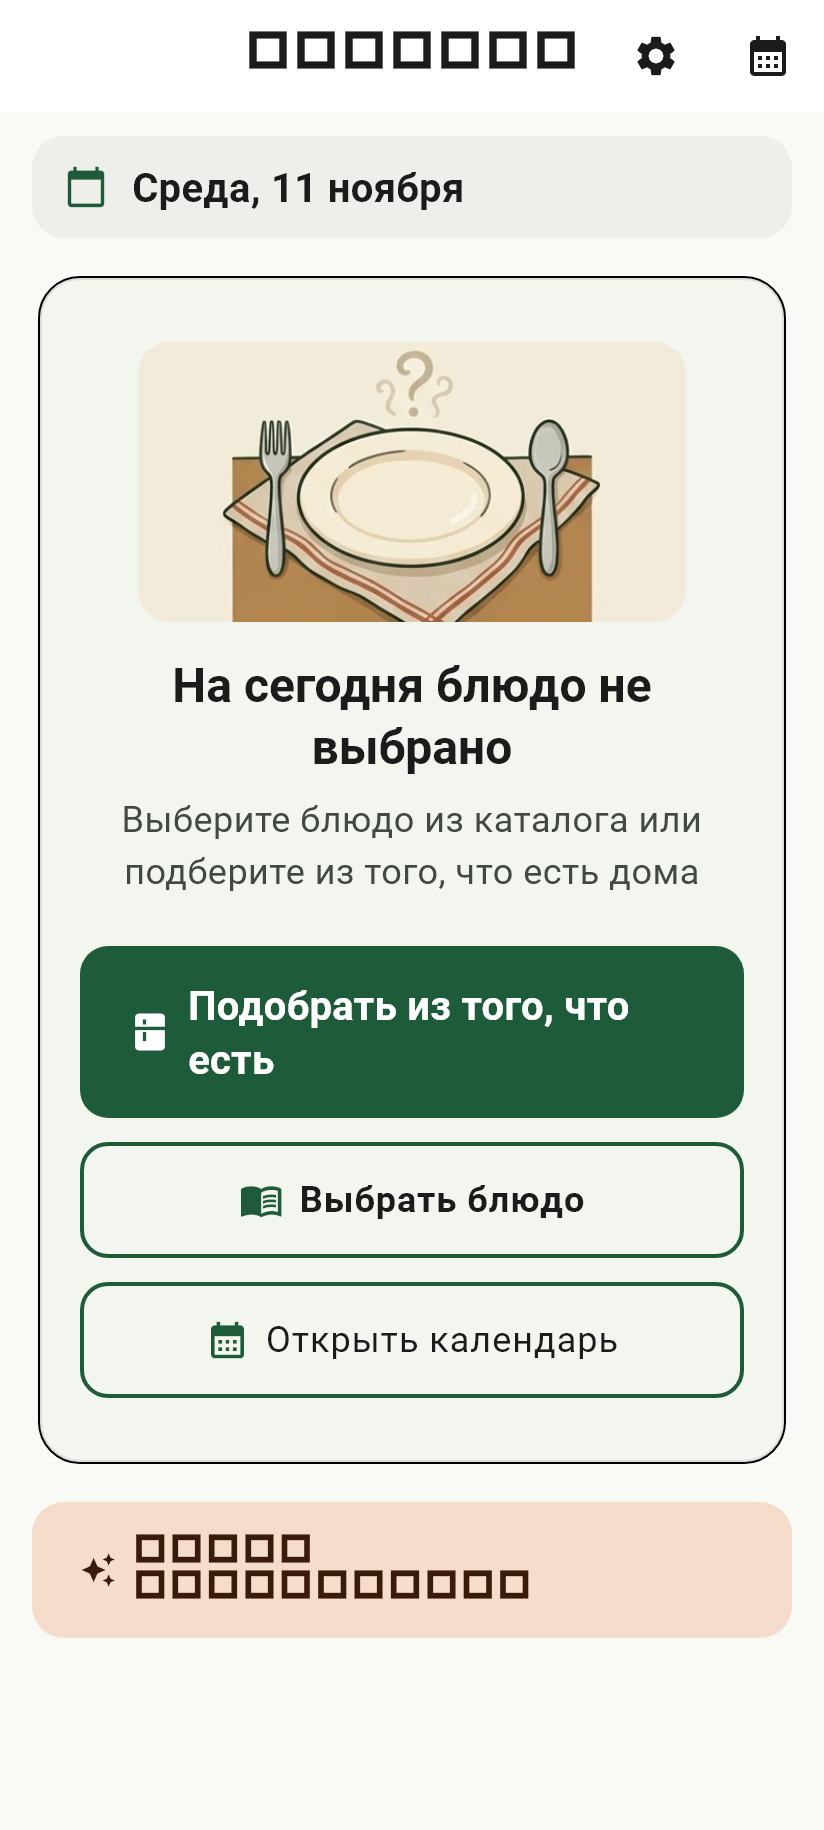 Среда, 11 ноября
На сегодня блюдо не
выбрано
Выберите блюдо из каталога или
подберите из того, что есть дома
Подобрать из того, что
есть
Выбрать блюдо
Открыть календарь